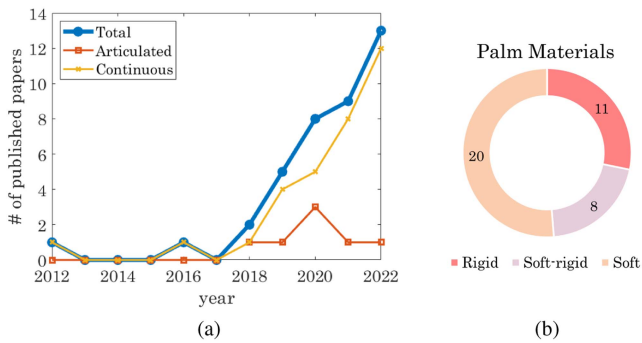 14
12
10
8
6
4
2
0
# of published papers
Total
Articulated
Continuous
2012
2014
2016
2018
2020
2022
year
(a)
Palm Materials
11
20
8
Rigid
Soft-rigid
Soft
(b)